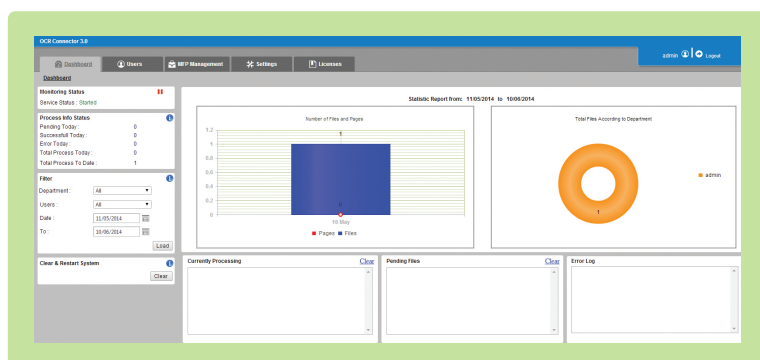 OCR Connector 3.0
admin Logout
Dashboard Users MFP Management Settings Licenses
Dashboard
Monitoring Status
Service Status : Started
Process Info Status
Pending Today : 0
Successfull Today : 0
Error Today : 0
Total Process Today : 0
Total Process To Date : 1
Filter
Department : All
Users : All
Date : 11/05/2014
To : 10/06/2014
Load
Clear & Restart System
Clear
Statistic Report from: 11/05/2014 to 10/06/2014
Number of Files and Pages
1.2
1
1
0.8
0.6
0.4
0.2
0
0
16 May
Pages Files
Total Files According to Department
admin
1
Currently Processing Clear
Pending Files Clear
Error Log